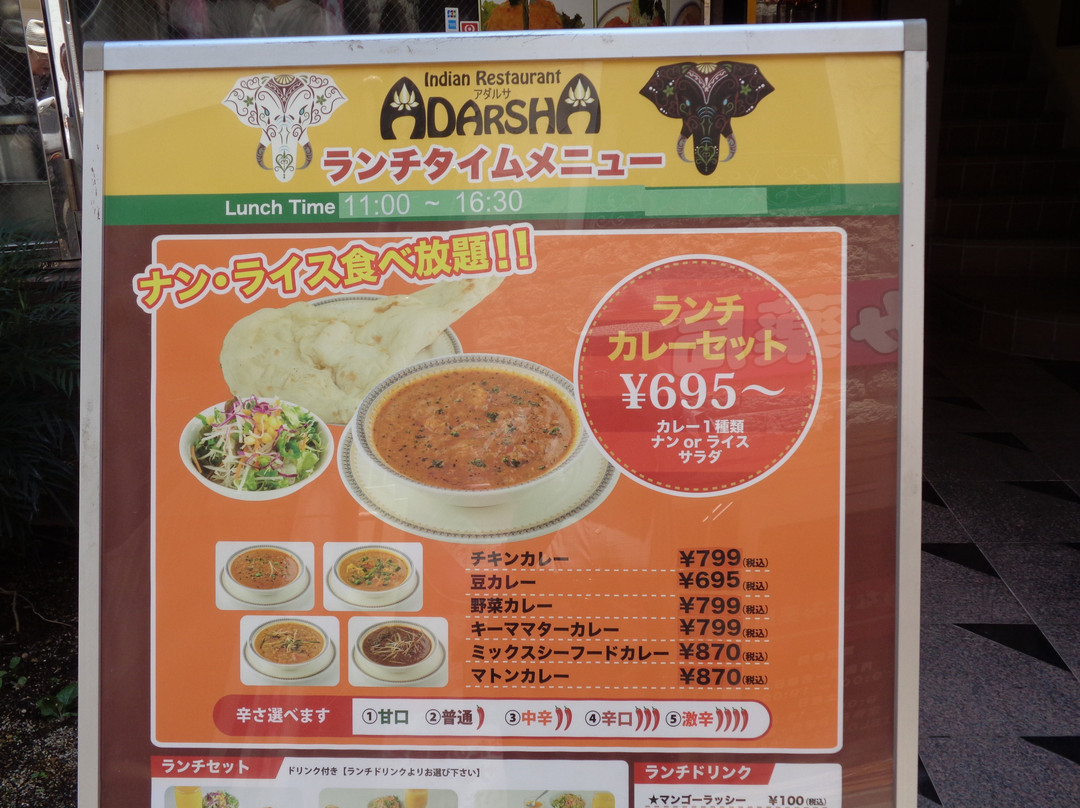 Indian Restaurant
アダルサ
ADARSHA
ランチタイムメニュー
Lunch Time 11:00 ~ 16:30
ナン・ライス食べ放題!!
ランチ
カレーセット
¥695～
カレー1種類
ナン or ライス
サラダ
チキンカレー ¥799(税込)
豆カレー ¥695(税込)
野菜カレー ¥799(税込)
キーママターカレー ¥799(税込)
ミックスシーフードカレー ¥870(税込)
マトンカレー ¥870(税込)
辛さ選べます ①甘口 ②普通 ③中辛 ④辛口 ⑤激辛
ランチセット ドリンク付き【ランチドリンクよりお選び下さい】
ランチドリンク
★マンゴーラッシー ¥100(税込)